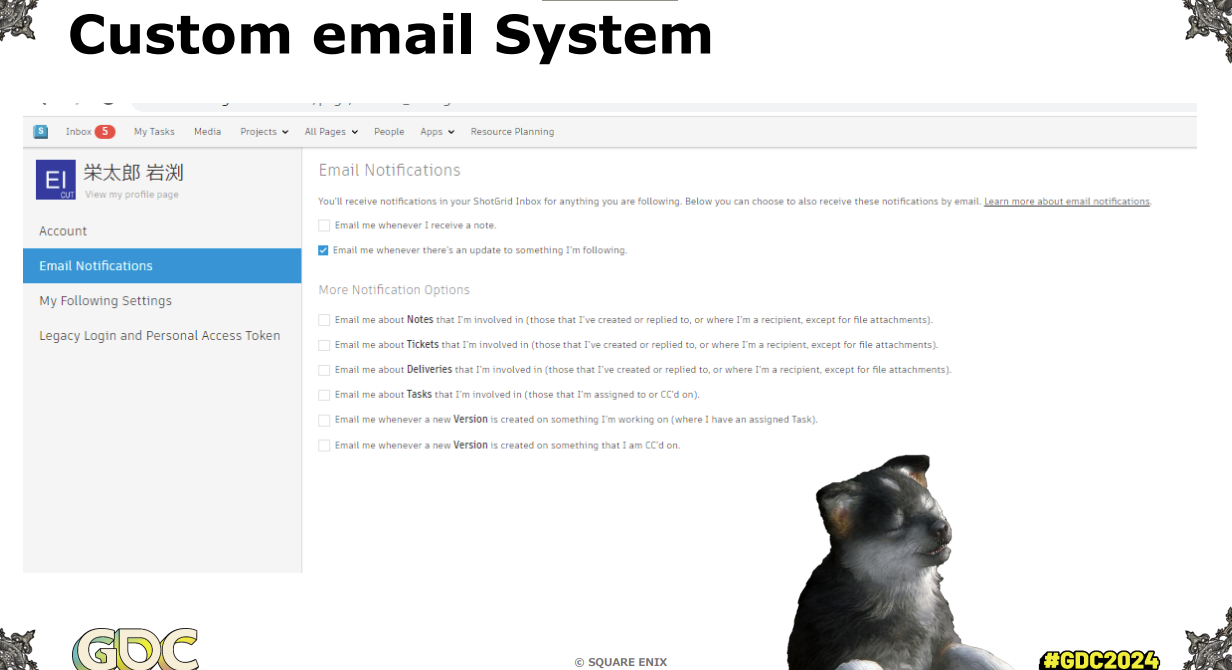 Custom email System
S Inbox 5 My Tasks Media Projects All Pages People Apps Resource Planning
EI
CUT
栄太郎 岩渕
View my profile page
Account
Email Notifications
My Following Settings
Legacy Login and Personal Access Token
Email Notifications
You'll receive notifications in your ShotGrid Inbox for anything you are following. Below you can choose to also receive these notifications by email. Learn more about email notifications.
Email me whenever I receive a note.
Email me whenever there's an update to something I'm following.
More Notification Options
Email me about Notes that I'm involved in (those that I've created or replied to, or where I'm a recipient, except for file attachments).
Email me about Tickets that I'm involved in (those that I've created or replied to, or where I'm a recipient, except for file attachments).
Email me about Deliveries that I'm involved in (those that I've created or replied to, or where I'm a recipient, except for file attachments).
Email me about Tasks that I'm involved in (those that I'm assigned to or CC'd on).
Email me whenever a new Version is created on something I'm working on (where I have an assigned Task).
Email me whenever a new Version is created on something that I am CC'd on.
GDC
© SQUARE ENIX
#GDC2024